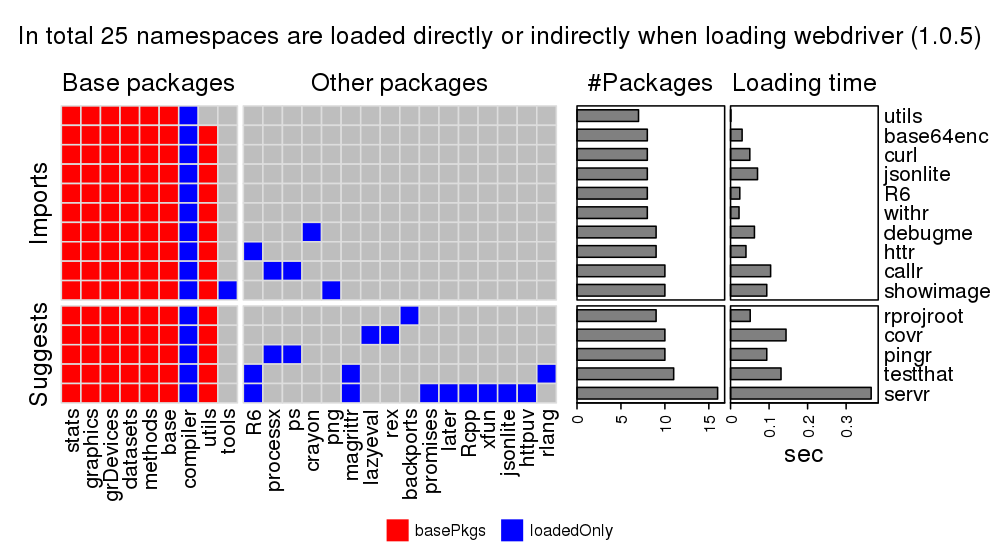 In total 25 namespaces are loaded directly or indirectly when loading webdriver (1.0.5)
Base packages
Other packages
#Packages
Loading time
Imports
Suggests
utils
base64enc
curl
jsonlite
R6
withr
debugme
httr
callr
showimage
rprojroot
covr
pingr
testthat
servr
stats
graphics
grDevices
datasets
methods
base
compiler
utils
tools
R6
processx
ps
crayon
png
magrittr
lazyeval
rex
backports
promises
later
Rcpp
xfun
jsonlite
httpuv
rlang
0
5
10
15
0
0.1
0.2
0.3
sec
basePkgs
loadedOnly